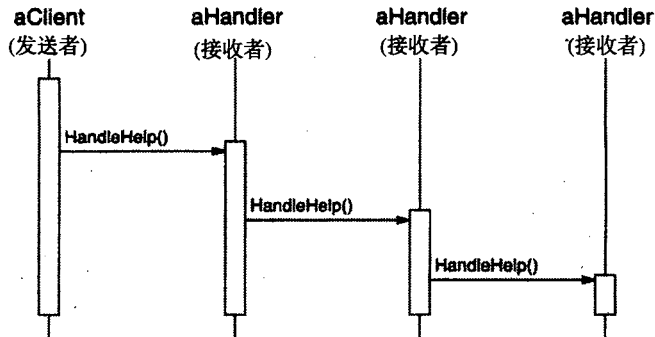 aClient aHandler aHandler aHandler
(发送者) (接收者) (接收者) (接收者)
HandleHelp()
HandleHelp()
HandleHelp()